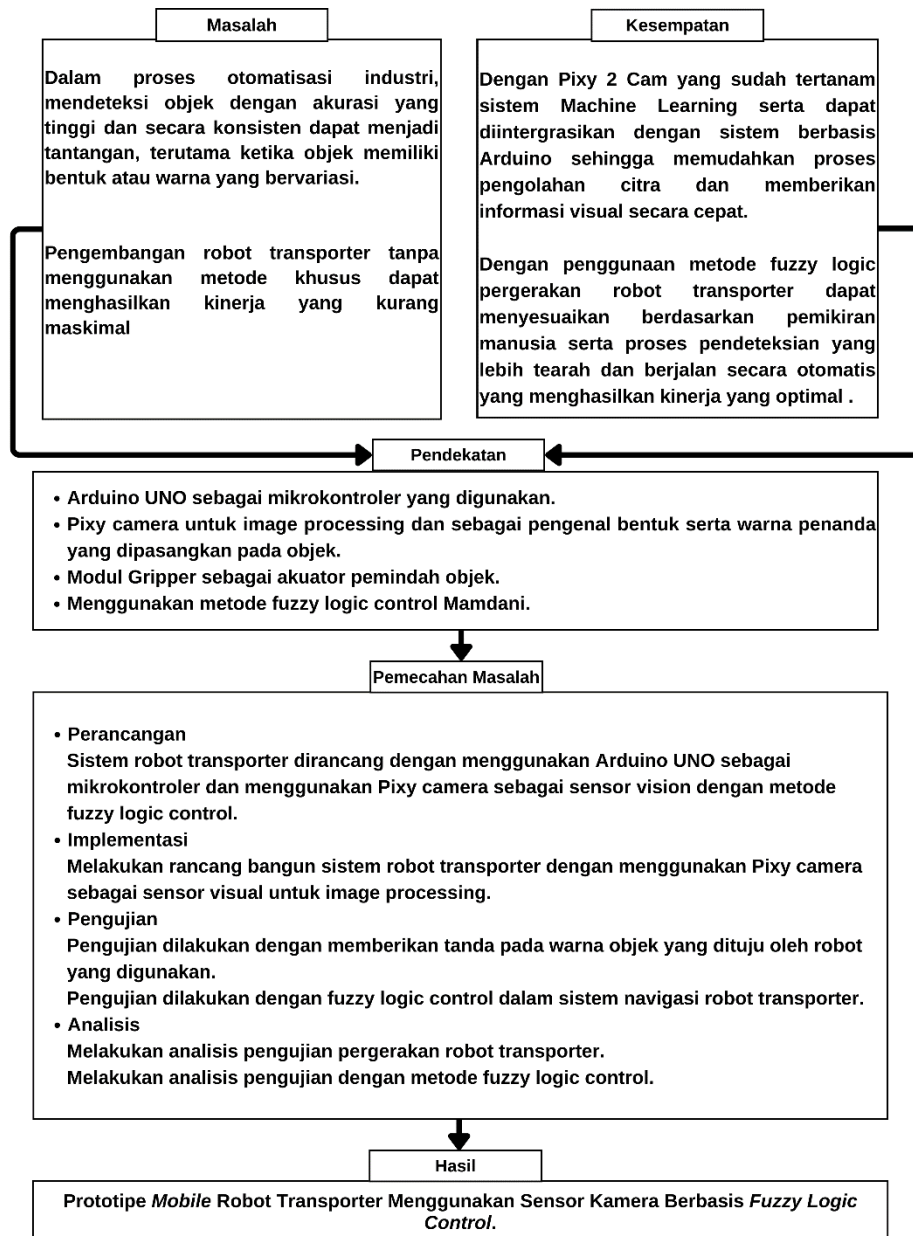 Masalah
Dalam proses otomatisasi industri,
mendeteksi objek dengan akurasi yang
tinggi dan secara konsisten dapat menjadi
tantangan, terutama ketika objek memiliki
bentuk atau warna yang bervariasi.
Pengembangan robot transporter tanpa
menggunakan metode khusus dapat
menghasilkan kinerja yang kurang
maskimal
Kesempatan
Dengan Pixy 2 Cam yang sudah tertanam
sistem Machine Learning serta dapat
diintergrasikan dengan sistem berbasis
Arduino sehingga memudahkan proses
pengolahan citra dan memberikan
informasi visual secara cepat.
Dengan penggunaan metode fuzzy logic
pergerakan robot transporter dapat
menyesuaikan berdasarkan pemikiran
manusia serta proses pendeteksian yang
lebih tearah dan berjalan secara otomatis
yang menghasilkan kinerja yang optimal .
Pendekatan
• Arduino UNO sebagai mikrokontroler yang digunakan.
• Pixy camera untuk image processing dan sebagai pengenal bentuk serta warna penanda
yang dipasangkan pada objek.
• Modul Gripper sebagai akuator pemindah objek.
• Menggunakan metode fuzzy logic control Mamdani.
Pemecahan Masalah
• Perancangan
Sistem robot transporter dirancang dengan menggunakan Arduino UNO sebagai
mikrokontroler dan menggunakan Pixy camera sebagai sensor vision dengan metode
fuzzy logic control.
• Implementasi
Melakukan rancang bangun sistem robot transporter dengan menggunakan Pixy camera
sebagai sensor visual untuk image processing.
• Pengujian
Pengujian dilakukan dengan memberikan tanda pada warna objek yang dituju oleh robot
yang digunakan.
Pengujian dilakukan dengan fuzzy logic control dalam sistem navigasi robot transporter.
• Analisis
Melakukan analisis pengujian pergerakan robot transporter.
Melakukan analisis pengujian dengan metode fuzzy logic control.
Hasil
Prototipe Mobile Robot Transporter Menggunakan Sensor Kamera Berbasis Fuzzy Logic
Control.